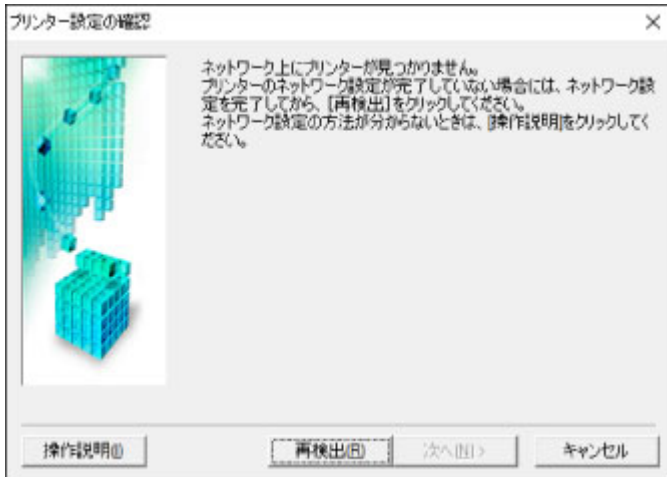 プリンター設定の確認
ネットワーク上にプリンターが見つかりません。
プリンターのネットワーク設定が完了していない場合には、ネットワーク設
定を完了してから、[再検出]をクリックしてください。
ネットワーク設定の方法が分からないときは、[操作説明]をクリックしてく
ださい。
操作説明(I)
再検出(R)
次へ(N) >
キャンセル